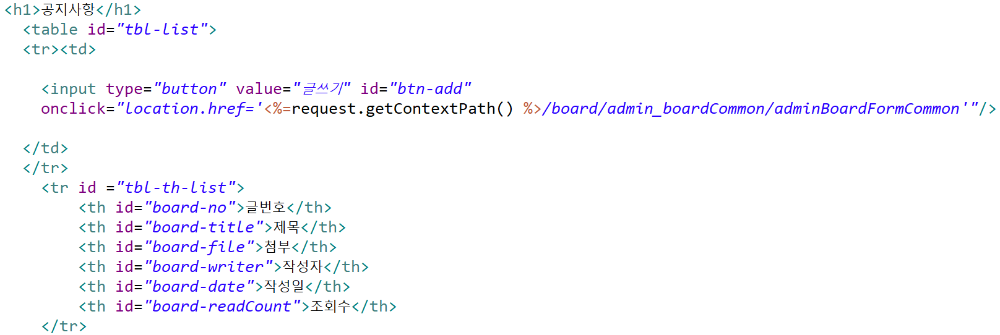 <h1>공지사항</h1>
<table id="tbl-list">
<tr><td>
<input type="button" value="글쓰기" id="btn-add"
onclick="location.href='<%=request.getContextPath() %>/board/admin_boardCommon/adminBoardFormCommon'"/>
</td>
</tr>
<tr id ="tbl-th-list">
<th id="board-no">글번호</th>
<th id="board-title">제목</th>
<th id="board-file">첨부</th>
<th id="board-writer">작성자</th>
<th id="board-date">작성일</th>
<th id="board-readCount">조회수</th>
</tr>